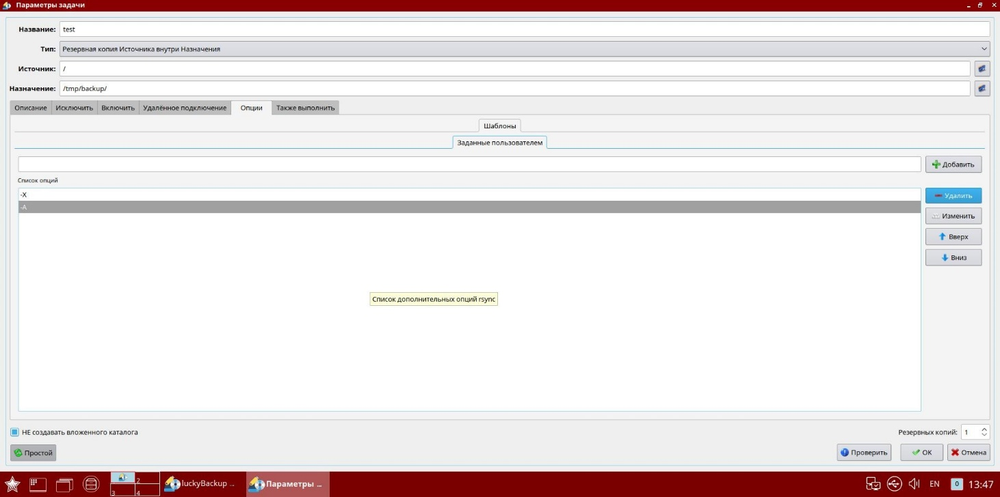 Параметры задачи
Название: test
Тип: Резервная копия Источника внутри Назначения
Источник: /
Назначение: /tmp/backup/
Описание Исключить Включить Удалённое подключение Опции Также выполнить
Шаблоны
Заданные пользователем
Добавить
Список опций
-X
Удалить
-A
Изменить
Вверх
Вниз
Список дополнительных опций rsync
НЕ создавать вложенного каталога
Резервных копий: 1
Простой
Проверить OK Отмена
2
3 4
luckyBackup ...
Параметры ...
EN 0 13:47